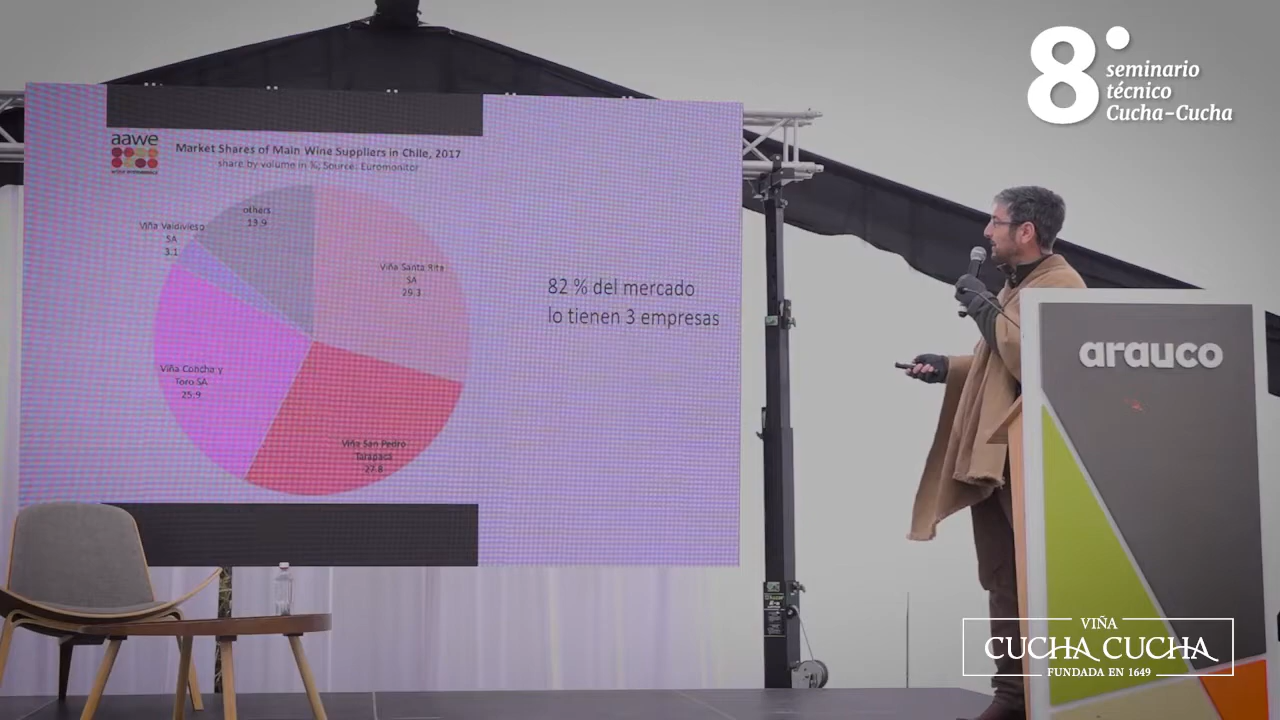 8°
seminario
técnico
Cucha-Cucha
aawe
Market Shares of Main Wine Suppliers in Chile, 2017
share by volume in %; Source: Euromonitor
others
13.9
Viña Valdivieso
SA
3.1
Viña Santa Rita
SA
29.3
82 % del mercado
lo tienen 3 empresas
Viña Concha y
Toro SA
25.9
Viña San Pedro
Tarapaca
27.8
arauco
VIÑA
CUCHA CUCHA
FUNDADA EN 1649